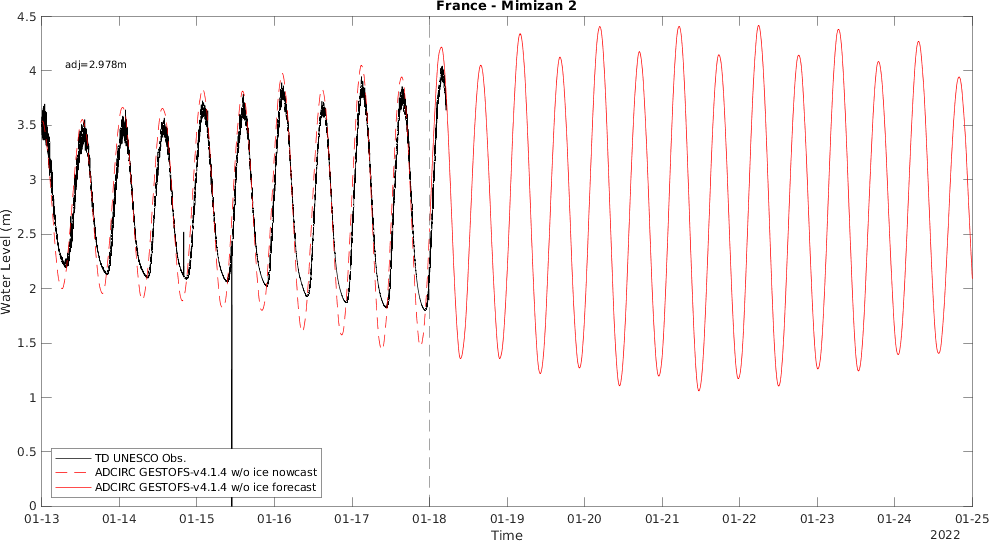 France - Mimizan 2
adj=2.978m
4.5
4
3.5
3
2.5
2
1.5
1
0.5
0
Water Level (m)
TD UNESCO Obs.
ADCIRC GESTOFS-v4.1.4 w/o ice nowcast
ADCIRC GESTOFS-v4.1.4 w/o ice forecast
01-13 01-14 01-15 01-16 01-17 01-18 01-19 01-20 01-21 01-22 01-23 01-24 01-25
Time
2022